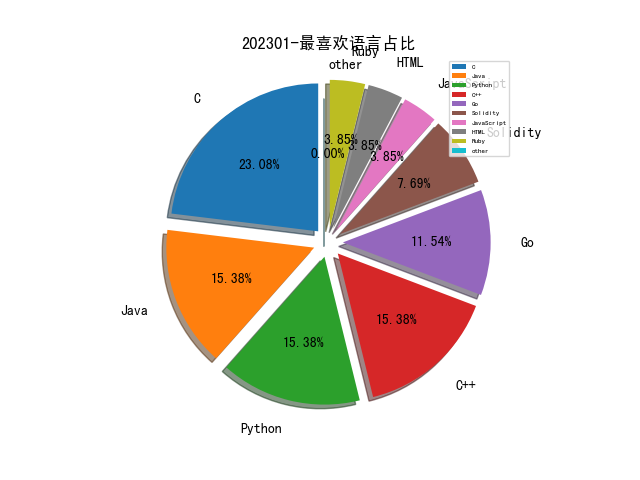 202301-最喜欢语言占比
Ruby
other
HTML
JavaScript
Solidity
C
Go
Java
C++
Python
23.08%
15.38%
15.38%
15.38%
11.54%
7.69%
3.85%
3.85%
3.85%
0.00%
C
Java
Python
C++
Go
Solidity
JavaScript
HTML
Ruby
other